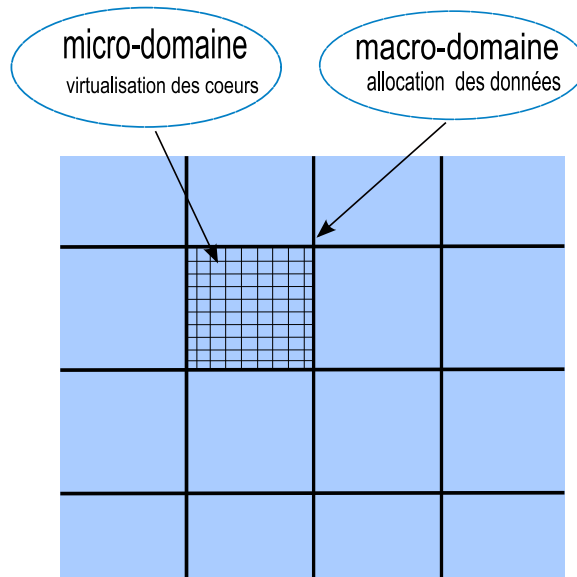 micro-domaine
virtualisation des coeurs
macro-domaine
allocation des données